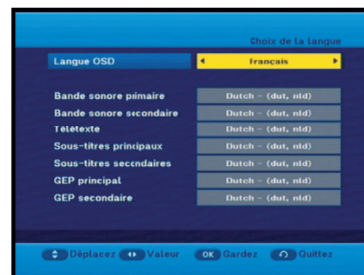 Choix de la langue
Langue OSD Français
Bande sonore primaire Dutch - (dut, nld)
Bande sonore secondaire Dutch - (dut, nld)
Télétexte Dutch - (dut, nld)
Sous-titres principaux Dutch - (dut, nld)
Sous-titres secondaires Dutch - (dut, nld)
GEP principal Dutch - (dut, nld)
GEP secondaire Dutch - (dut, nld)
Déplacez Valeur OK Gardez Quittez